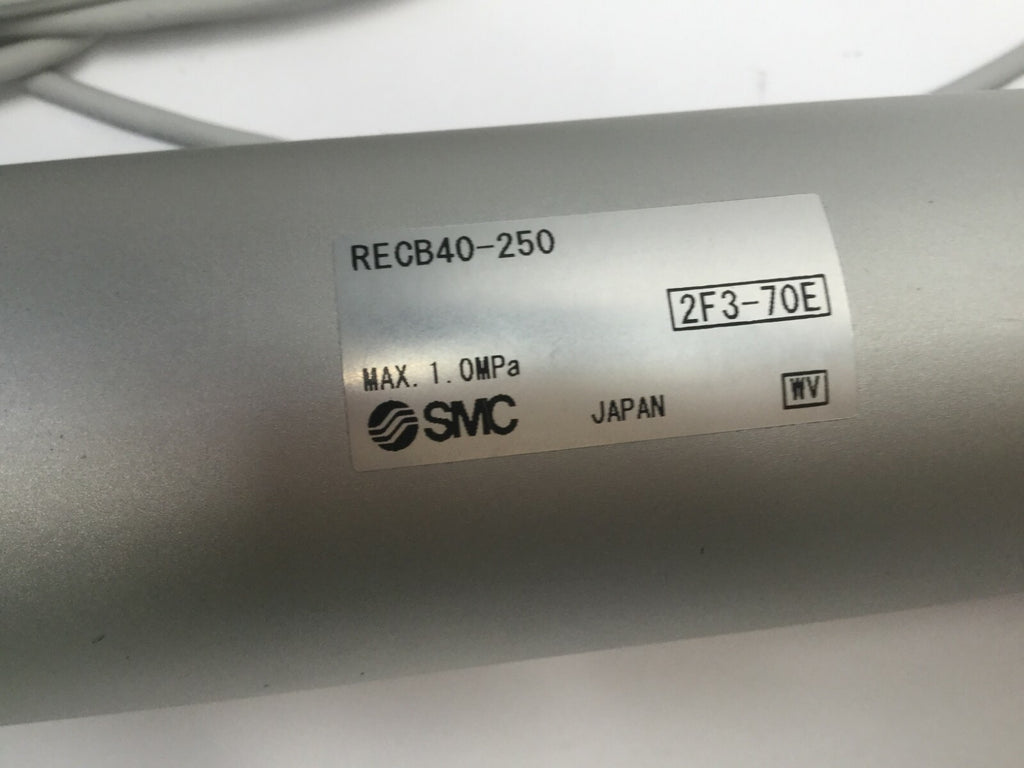 RECB40-250
2F3-70E
MAX. 1.0MPa
SMC JAPAN WV